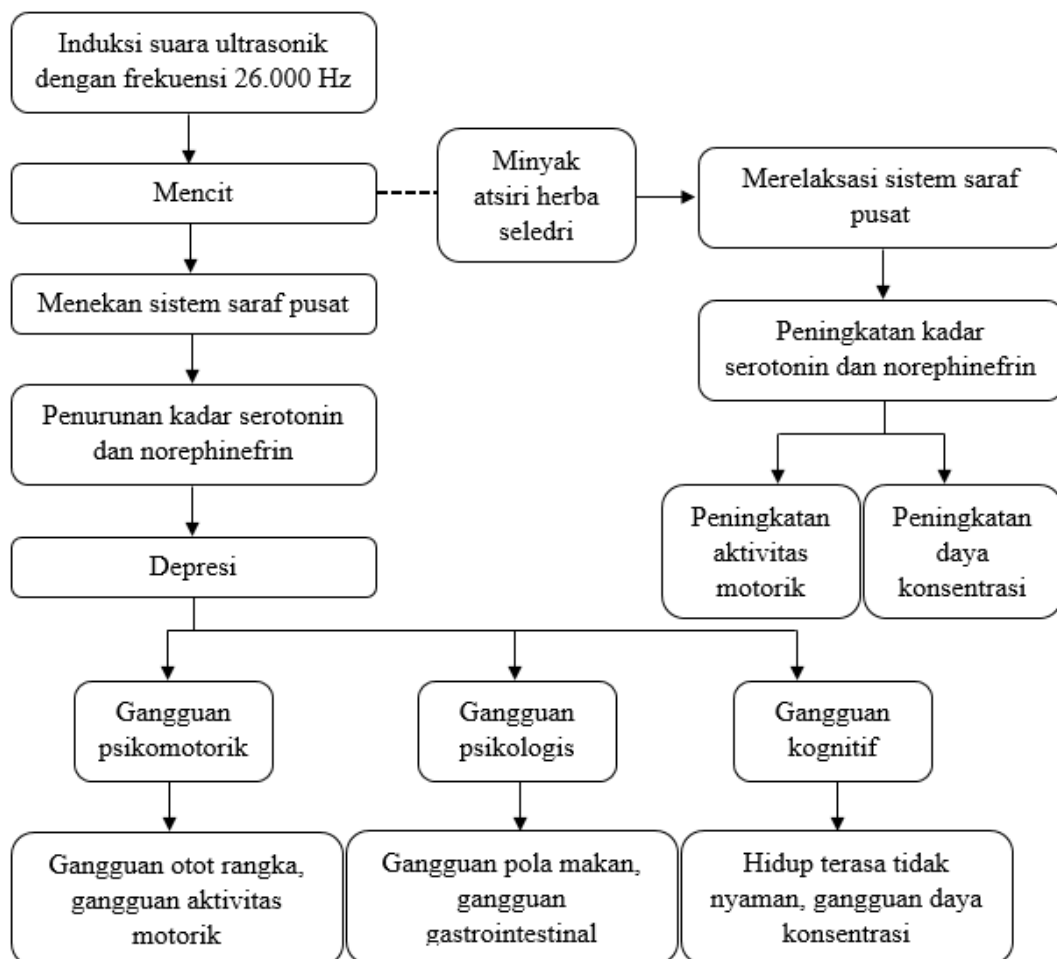 Induksi suara ultrasonik
dengan frekuensi 26.000 Hz
Mencit
Minyak
atsiri herba
seledri
Merelaksasi sistem saraf
pusat
Menekan sistem saraf pusat
Peningkatan kadar
serotonin dan norephinefrin
Penurunan kadar serotonin
dan norephinefrin
Peningkatan
aktivitas
motorik
Peningkatan
daya
konsentrasi
Depresi
Gangguan
psikomotorik
Gangguan
psikologis
Gangguan
kognitif
Gangguan otot rangka,
gangguan aktivitas
motorik
Gangguan pola makan,
gangguan
gastrointestinal
Hidup terasa tidak
nyaman, gangguan daya
konsentrasi